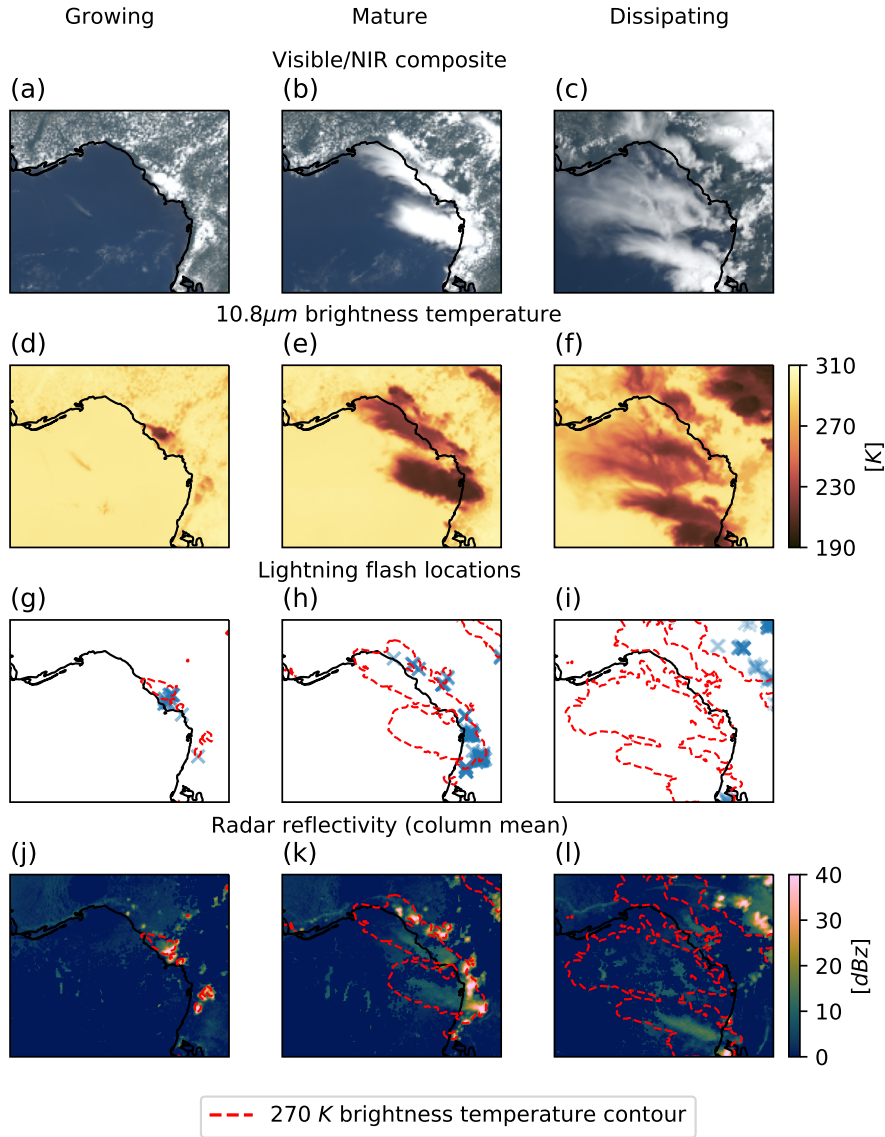 Growing Mature Dissipating
Visible/NIR composite
(a) (b) (c)
10.8μm brightness temperature
(d) (e) (f)
310
270
230
190
[K]
Lightning flash locations
(g) (h) (i)
Radar reflectivity (column mean)
(j) (k) (l)
40
30
20
10
0
[dBz]
270 K brightness temperature contour